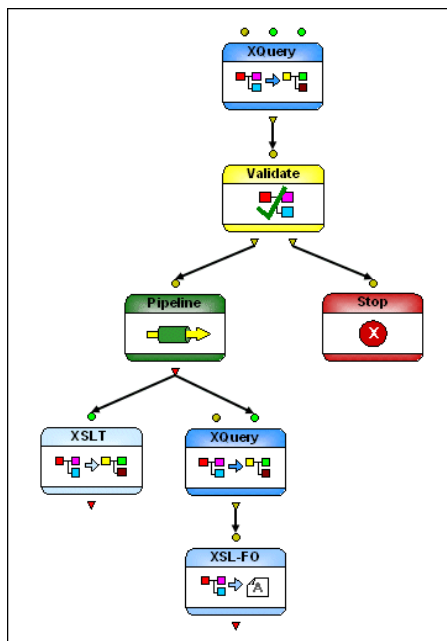 XQuery
Validate
Pipeline
Stop
X
XSLT
XQuery
XSL-FO
A